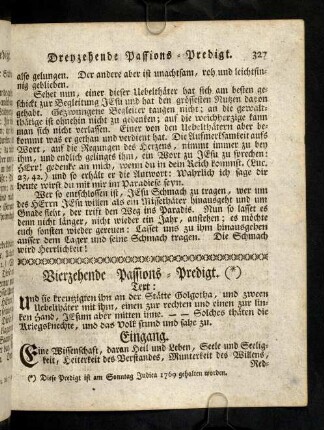 Dreyzehende Passions - Predigt. 327
also gelungen. Der andere aber ist unachtsam, roh und leichtsin-
nig geblieben.
Sehet nun, einer dieser Uebelthäter hat sich am besten ge-
schickt zur Begleitung JEsu und hat den grössesten Nutzen davon
gehabt. Gezwungene Begleiter taugen nicht; an die gewalt-
thätige ist ohnehin nicht zu gedenken; auf die weichherzige kann
man sich nicht verlassen. Einer von den Uebelthätern aber be-
kommt was er gethan und verdient hat. Die Aufmerksamkeit aufs
Wort, auf die Regungen des Herzens, nimmt immer zu bey
ihm, und endlich gelingts ihm, ein Wort zu JEsu zu sprechen:
HErr! gedenke an mich, wenn du in dein Reich kommst, (Luc.
23, 42.) und so erhält er die Antwort: Wahrlich ich sage dir
heute wirst du mit mir im Paradiese seyn.
Wer so entschlossen ist, JEsu Schmach zu tragen, wer um
des HErrn JEsu willen als ein Missethäter hinausgeht und um
Gnade fleht, der trift den Weg ins Paradis. Nun so lasset es
denn nicht länger, nicht wieder ein Jahr, anstehen; es möchte
euch sonsten wieder gereuen: Lasset uns zu ihm hinausgehen
ausser dem Lager und seine Schmach tragen. Die Schmach
wird Herrlichkeit!
Vierzehende Passions - Predigt. (*)
Text:
Und sie kreuzigten ihn an der Stätte Golgotha, und zween
Uebelthäter mit ihm, einen zur rechten und einen zur lin-
ken Hand, JEsum aber mitten inne. — — Solches thäten die
Kriegsknechte, und das Volk stund und sahe zu.
Eingang.
Eine Wissenschaft, daran Heil und Leben, Seele und Seelig-
keit, Heiterkeit des Verstandes, Munterkeit des Willens,
Red-
(*) Diese Predigt ist am Sonntag Judica 1769 gehalten worden.